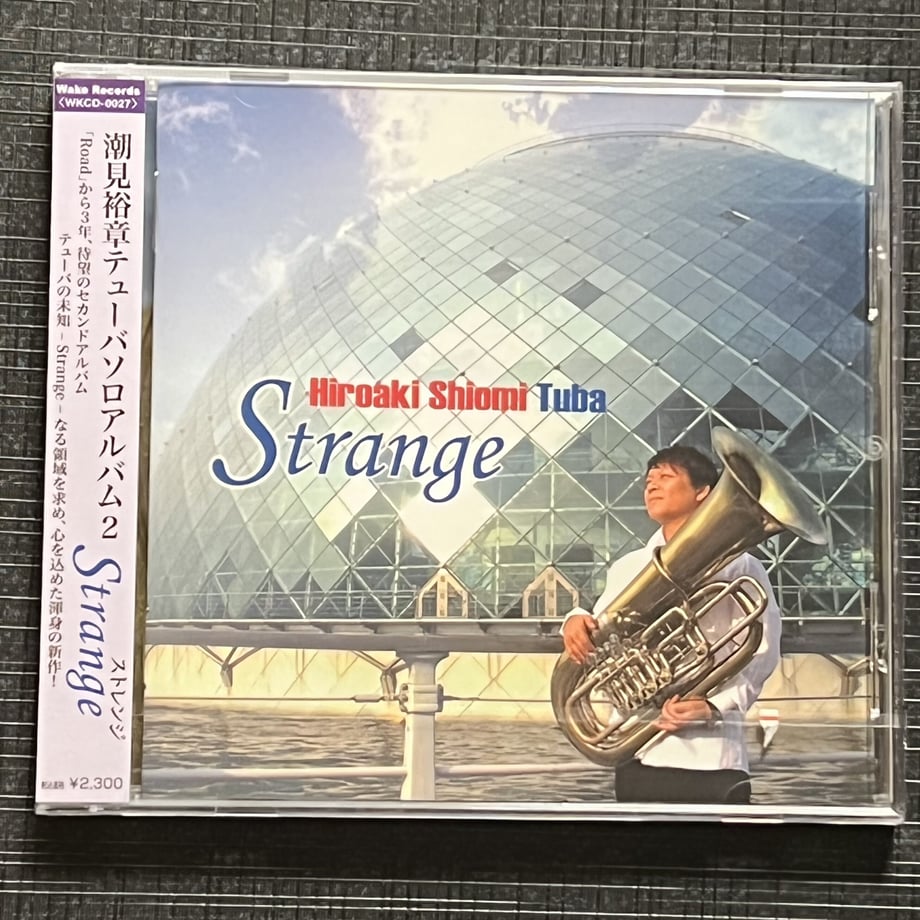 Wako Records
〈WKCD-0027〉
潮見裕章テューバソロアルバム2
Strange
ストレンジ
「Road」から3年、待望のセカンドアルバム
テューバの未知 – Strange – なる領域を求め、心を込めた渾身の新作！
税込価格 ¥2,300
Hiroaki Shiomi Tuba
Strange